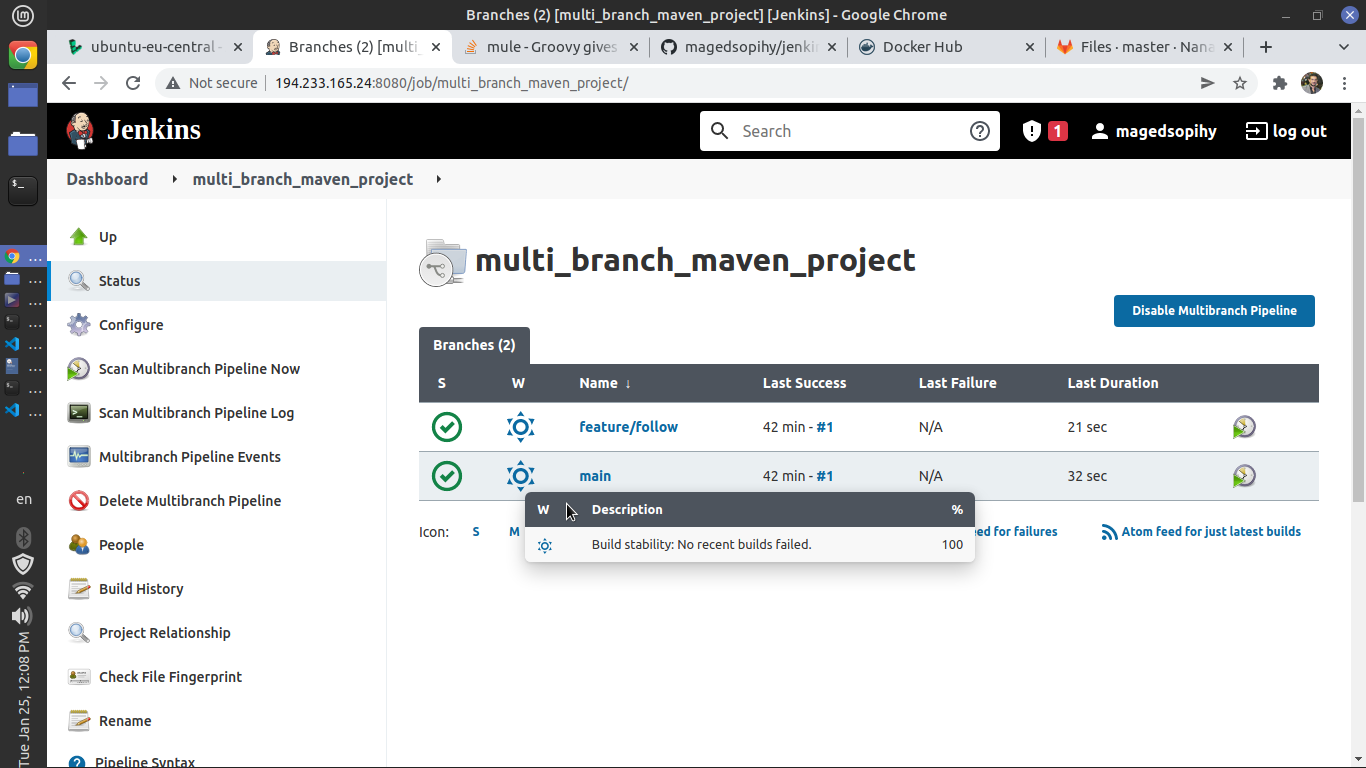 Branches (2) [multi_branch_maven_project] [Jenkins] - Google Chrome
ubuntu-eu-central -
Branches (2) [multi_
mule - Groovy gives
magedsopihy/jenki
Docker Hub
Files · master · Nana
Not secure
194.233.165.24:8080/job/multi_branch_maven_project/
Jenkins
Search
1
magedsopihy
log out
Dashboard
multi_branch_maven_project
Up
Status
Configure
Scan Multibranch Pipeline Now
Scan Multibranch Pipeline Log
Multibranch Pipeline Events
Delete Multibranch Pipeline
People
Build History
Project Relationship
Check File Fingerprint
Rename
Pipeline Syntax
multi_branch_maven_project
Disable Multibranch Pipeline
Branches (2)
S W Name ↓ Last Success Last Failure Last Duration
feature/follow 42 min - #1 N/A 21 sec
main 42 min - #1 N/A 32 sec
Icon: S M
eed for failures
Atom feed for just latest builds
W Description %
Build stability: No recent builds failed. 100
en
Tue Jan 25, 12:08 PM